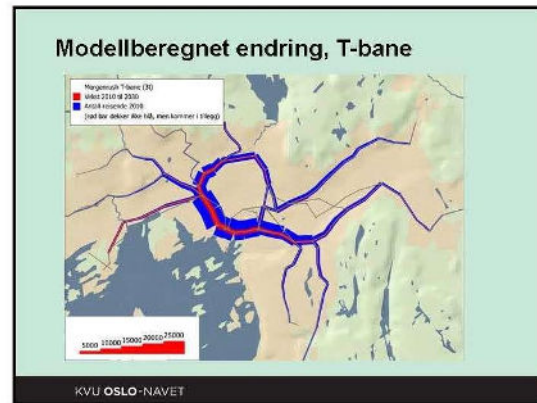 Modellberegnet endring, T-bane
Morgenrush T-bane (3t)
Vekst 2010 til 2030
Antall reisende 2010
(rød bar dekker ikke blå, men kommer i tillegg)
5000 10000 15000 20000 25000
KVU OSLO-NAVET